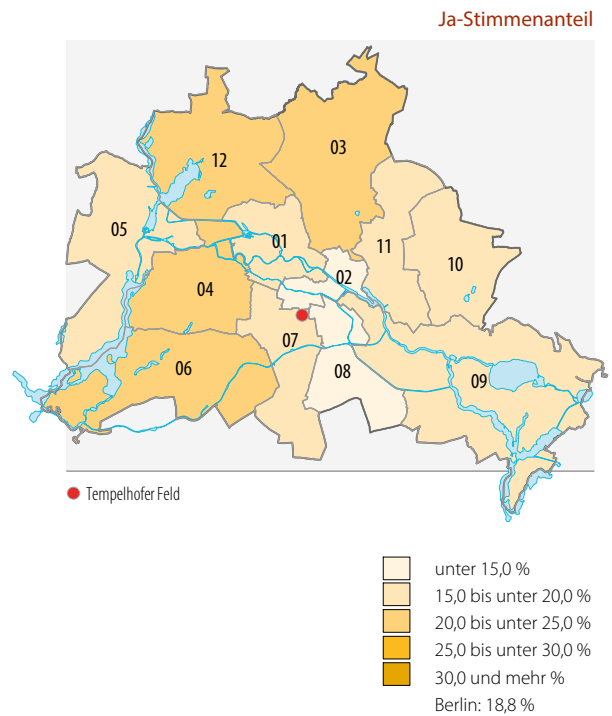 Ja-Stimmenanteil
03
12
05
01
11
02
10
04
07
06
08
09
Tempelhofer Feld
unter 15,0 %
15,0 bis unter 20,0 %
20,0 bis unter 25,0 %
25,0 bis unter 30,0 %
30,0 und mehr %
Berlin: 18,8 %